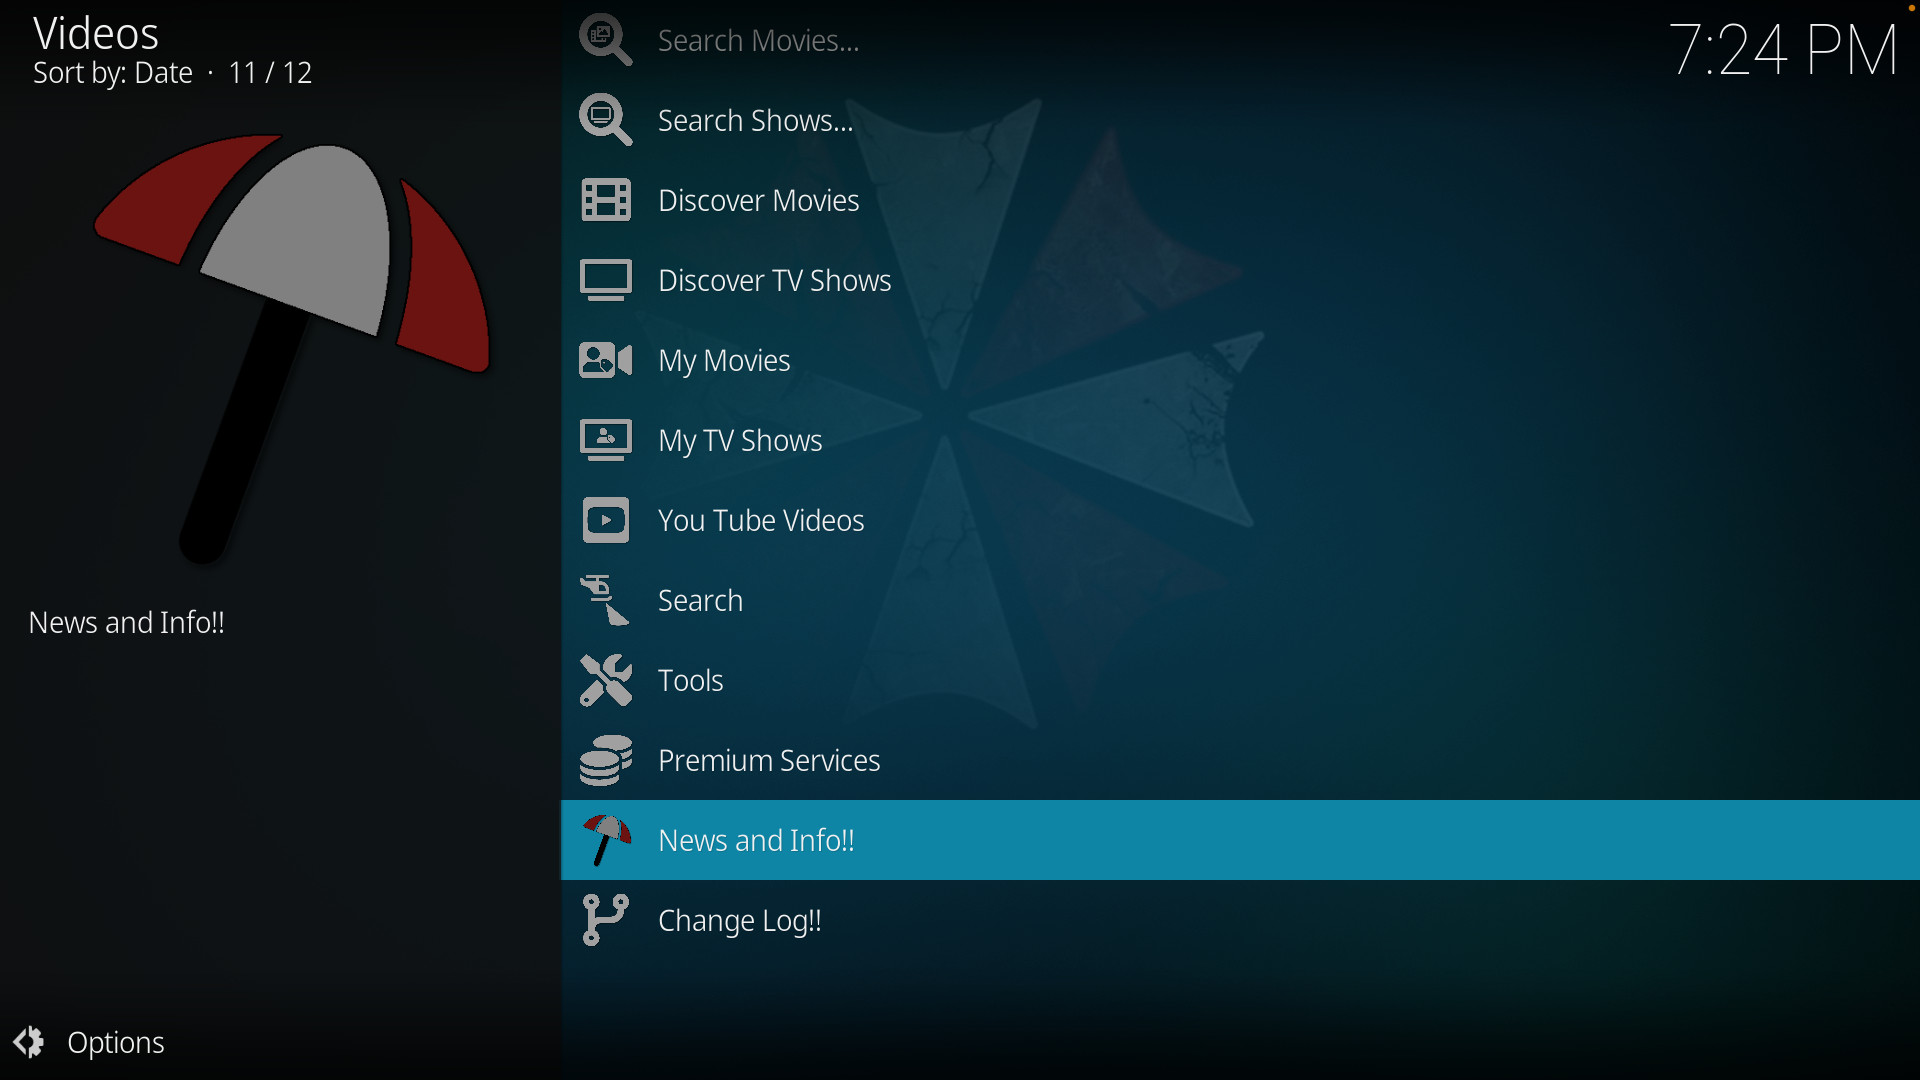 Videos
Sort by: Date · 11 / 12
7:24 PM
Search Movies...
Search Shows...
Discover Movies
Discover TV Shows
My Movies
My TV Shows
You Tube Videos
Search
Tools
Premium Services
News and Info!!
Change Log!!
News and Info!!
Options